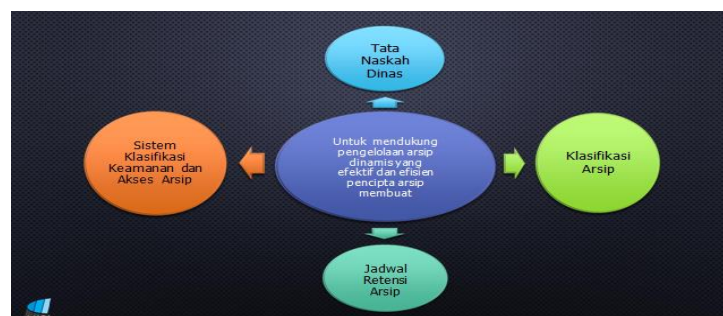 Tata
Naskah
Dinas
Sistem
Klasifikasi
Keamanan dan
Akses Arsip
Untuk mendukung
pengelolaan arsip
dinamis yang
efektif dan efisien
pencipta arsip
membuat
Klasifikasi
Arsip
Jadwal
Retensi
Arsip